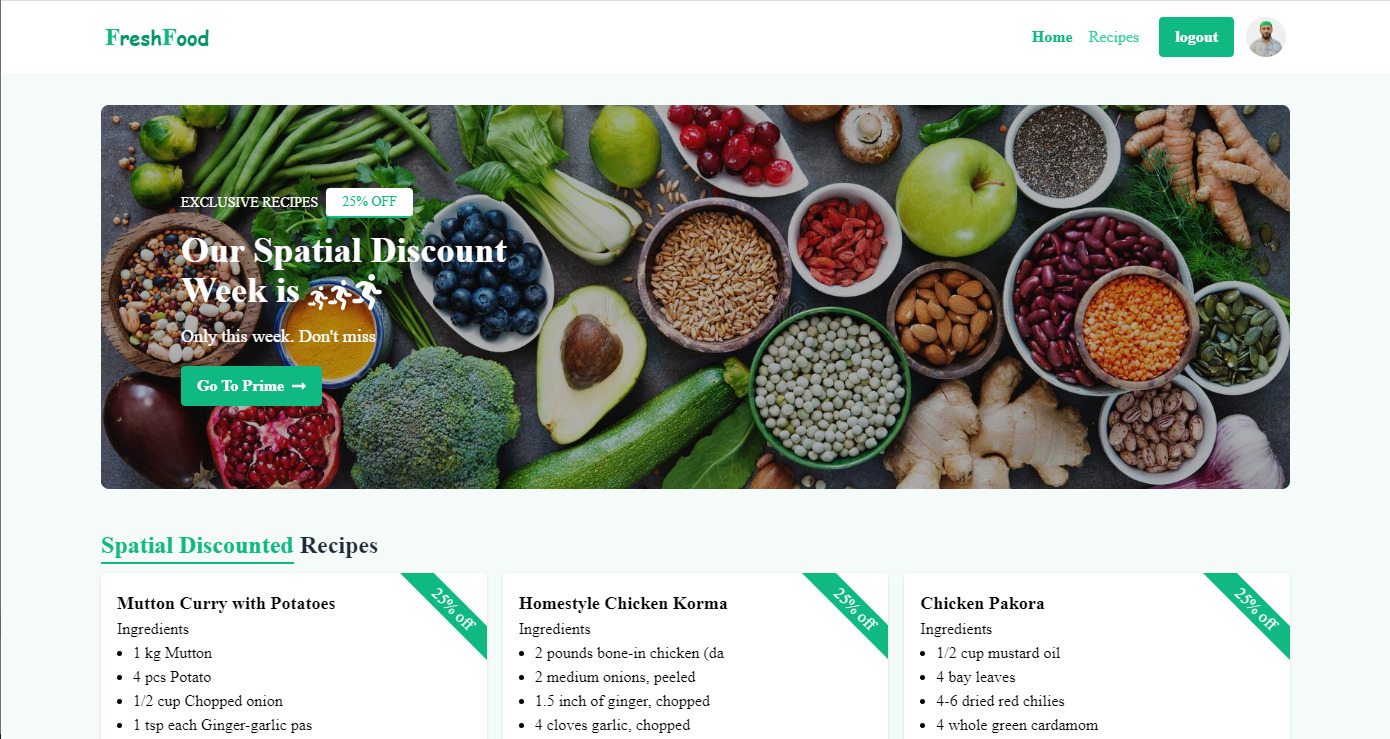 FreshFood
Home Recipes logout
EXCLUSIVE RECIPES 25% OFF
Our Spatial Discount
Week is
Only this week. Don't miss
Go To Prime →
Spatial Discounted Recipes
25% off
Mutton Curry with Potatoes
Ingredients
• 1 kg Mutton
• 4 pcs Potato
• 1/2 cup Chopped onion
• 1 tsp each Ginger-garlic pas
25% off
Homestyle Chicken Korma
Ingredients
• 2 pounds bone-in chicken (da
• 2 medium onions, peeled
• 1.5 inch of ginger, chopped
• 4 cloves garlic, chopped
25% off
Chicken Pakora
Ingredients
• 1/2 cup mustard oil
• 4 bay leaves
• 4-6 dried red chilies
• 4 whole green cardamom